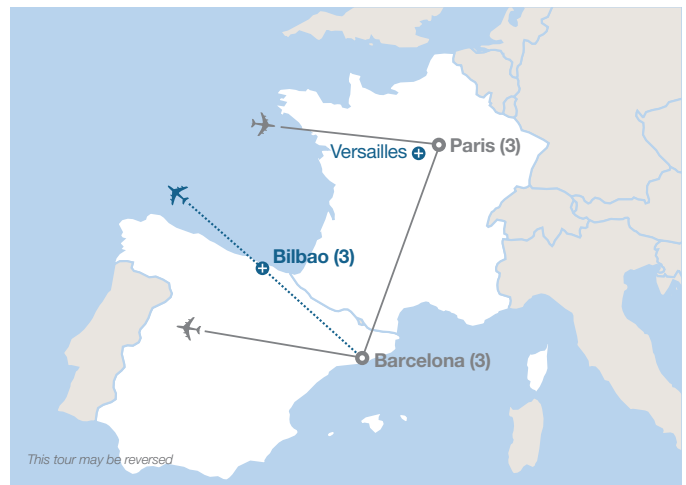 Paris (3)
Versailles
Bilbao (3)
Barcelona (3)
This tour may be reversed